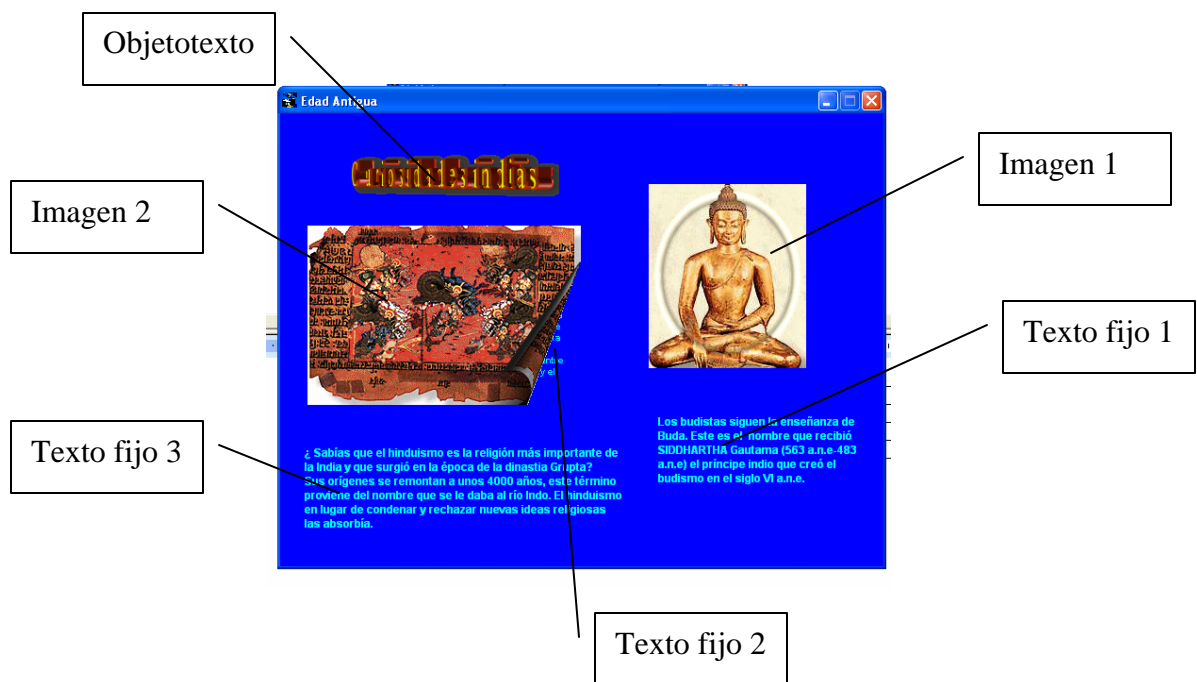 Objetotexto
Edad Antigua
Imagen 1
Imagen 2
Texto fijo 1
Los budistas siguen la enseñanza de
Buda. Este es el nombre que recibió
SIDDHARTHA Gautama (563 a.n.e-483
a.n.e) el príncipe indio que creó el
budismo en el siglo VI a.n.e.
Texto fijo 3
¿ Sabías que el hinduismo es la religión más importante de
la India y que surgió en la época de la dinastia Grupta?
Sus orígenes se remontan a unos 4000 años, este término
proviene del nombre que se le daba al río Indo. El hinduismo
en lugar de condenar y rechazar nuevas ideas religiosas
las absorbía.
Texto fijo 2